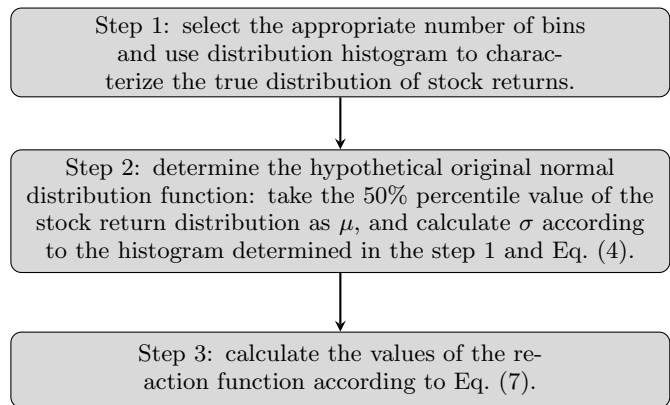 Step 1: select the appropriate number of bins
and use distribution histogram to charac-
terize the true distribution of stock returns.
Step 2: determine the hypothetical original normal
distribution function: take the 50% percentile value of the
stock return distribution as μ, and calculate σ according
to the histogram determined in the step 1 and Eq. (4).
Step 3: calculate the values of the re-
action function according to Eq. (7).